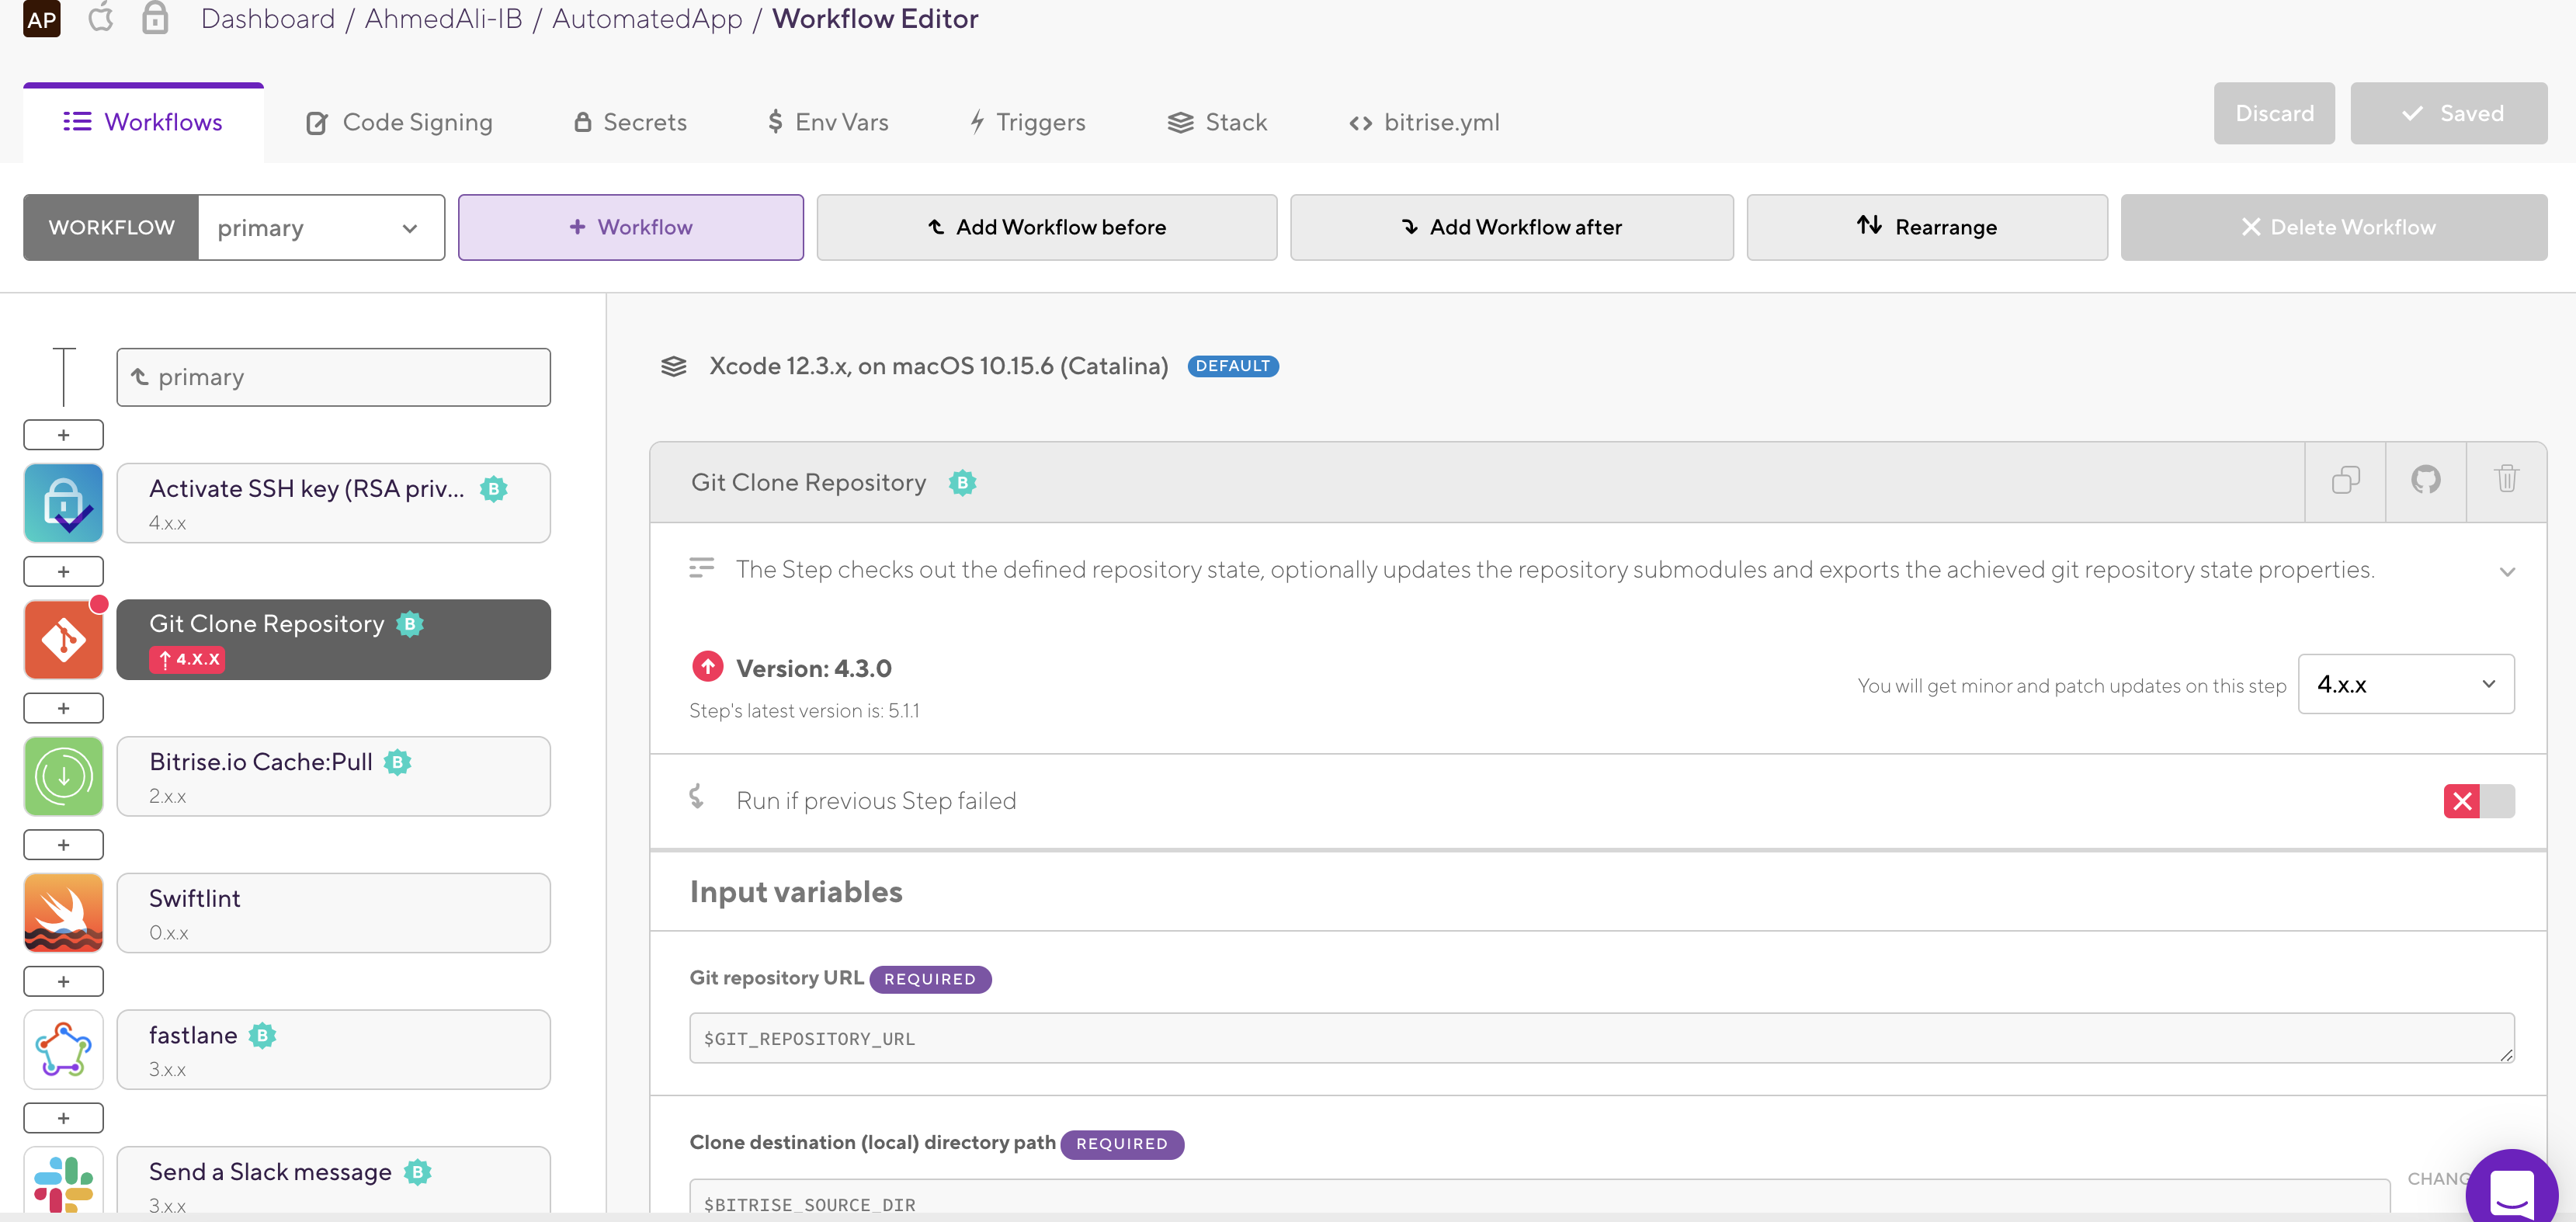 AP Dashboard / AhmedAli-IB / AutomatedApp / Workflow Editor
Workflows Code Signing Secrets $ Env Vars Triggers Stack <> bitrise.yml Discard Saved
WORKFLOW primary + Workflow Add Workflow before Add Workflow after Rearrange Delete Workflow
primary
+
Activate SSH key (RSA priv... B
4.x.x
+
Git Clone Repository B
↑ 4.X.X
+
Bitrise.io Cache:Pull B
2.x.x
+
Swiftlint
0.x.x
+
fastlane B
3.x.x
+
Send a Slack message B
3.x.x
Xcode 12.3.x, on macOS 10.15.6 (Catalina) DEFAULT
Git Clone Repository B
The Step checks out the defined repository state, optionally updates the repository submodules and exports the achieved git repository state properties.
Version: 4.3.0
Step's latest version is: 5.1.1
You will get minor and patch updates on this step 4.x.x
Run if previous Step failed
Input variables
Git repository URL REQUIRED
$GIT_REPOSITORY_URL
Clone destination (local) directory path REQUIRED
$BITRISE_SOURCE_DIR